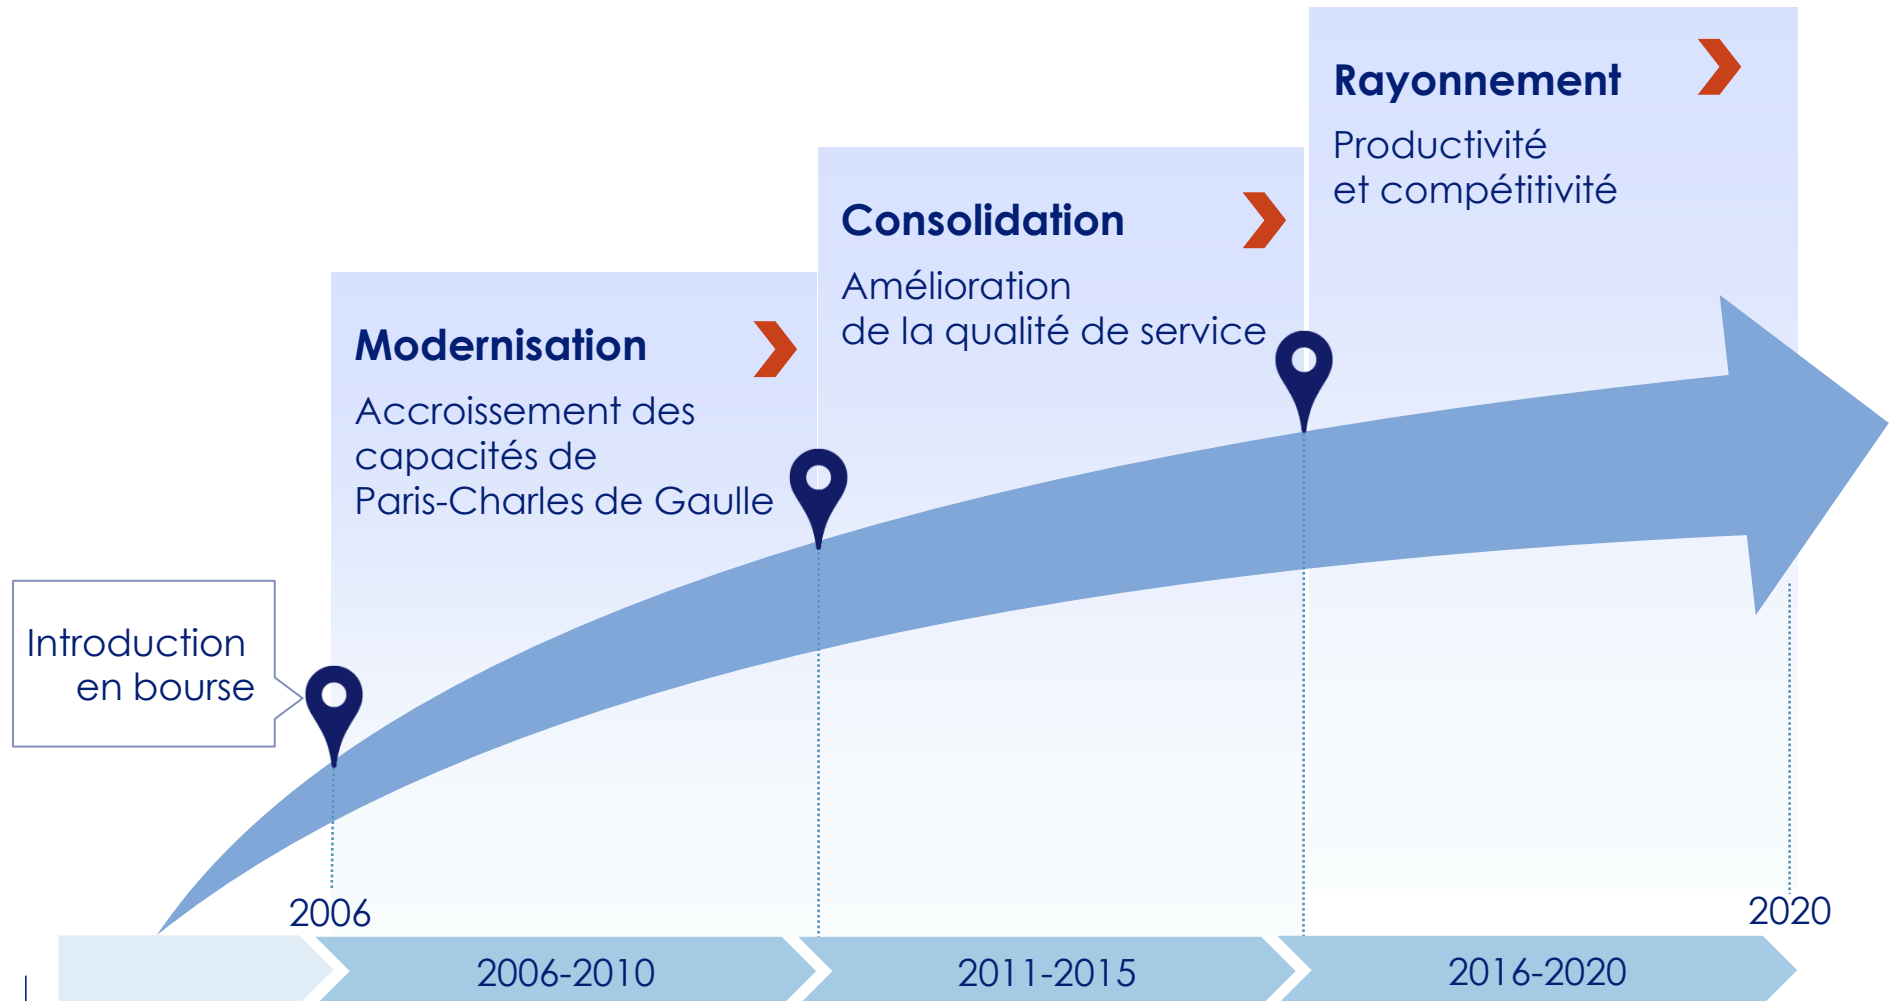 Rayonnement
Productivité
et compétitivité
Consolidation
Amélioration
de la qualité de service
Modernisation
Accroissement des
capacités de
Paris-Charles de Gaulle
Introduction
en bourse
2006
2020
2006-2010
2011-2015
2016-2020